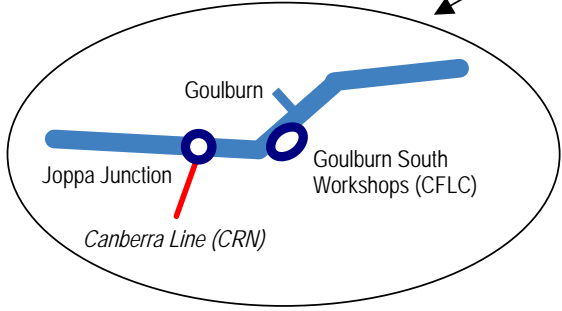 Goulburn
Joppa Junction
Goulburn South
Workshops (CFLC)
Canberra Line (CRN)